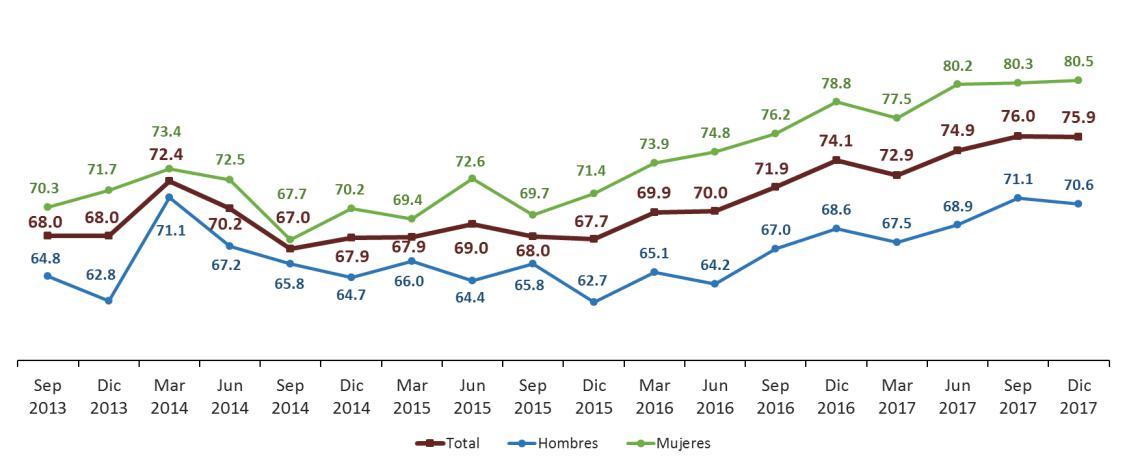 80.2 80.3 80.5
78.8
77.5
76.2
76.0 75.9
74.9
74.8
73.9 74.1
73.4
72.4 72.5 72.6 72.9
71.7 71.4 71.9
70.3 70.2 69.4 69.7 71.1 70.6
67.7 69.9 70.0
68.0 68.0 70.2 67.0 67.7 68.6 67.5 68.9
71.1 67.9 67.9 69.0 68.0 67.0
64.8 62.8 67.2 65.8 64.7 66.0 64.4 65.8 62.7 65.1 64.2
Sep Dic Mar Jun Sep Dic Mar Jun Sep Dic Mar Jun Sep Dic Mar Jun Sep Dic
2013 2013 2014 2014 2014 2014 2015 2015 2015 2015 2016 2016 2016 2016 2017 2017 2017 2017
Total Hombres Mujeres